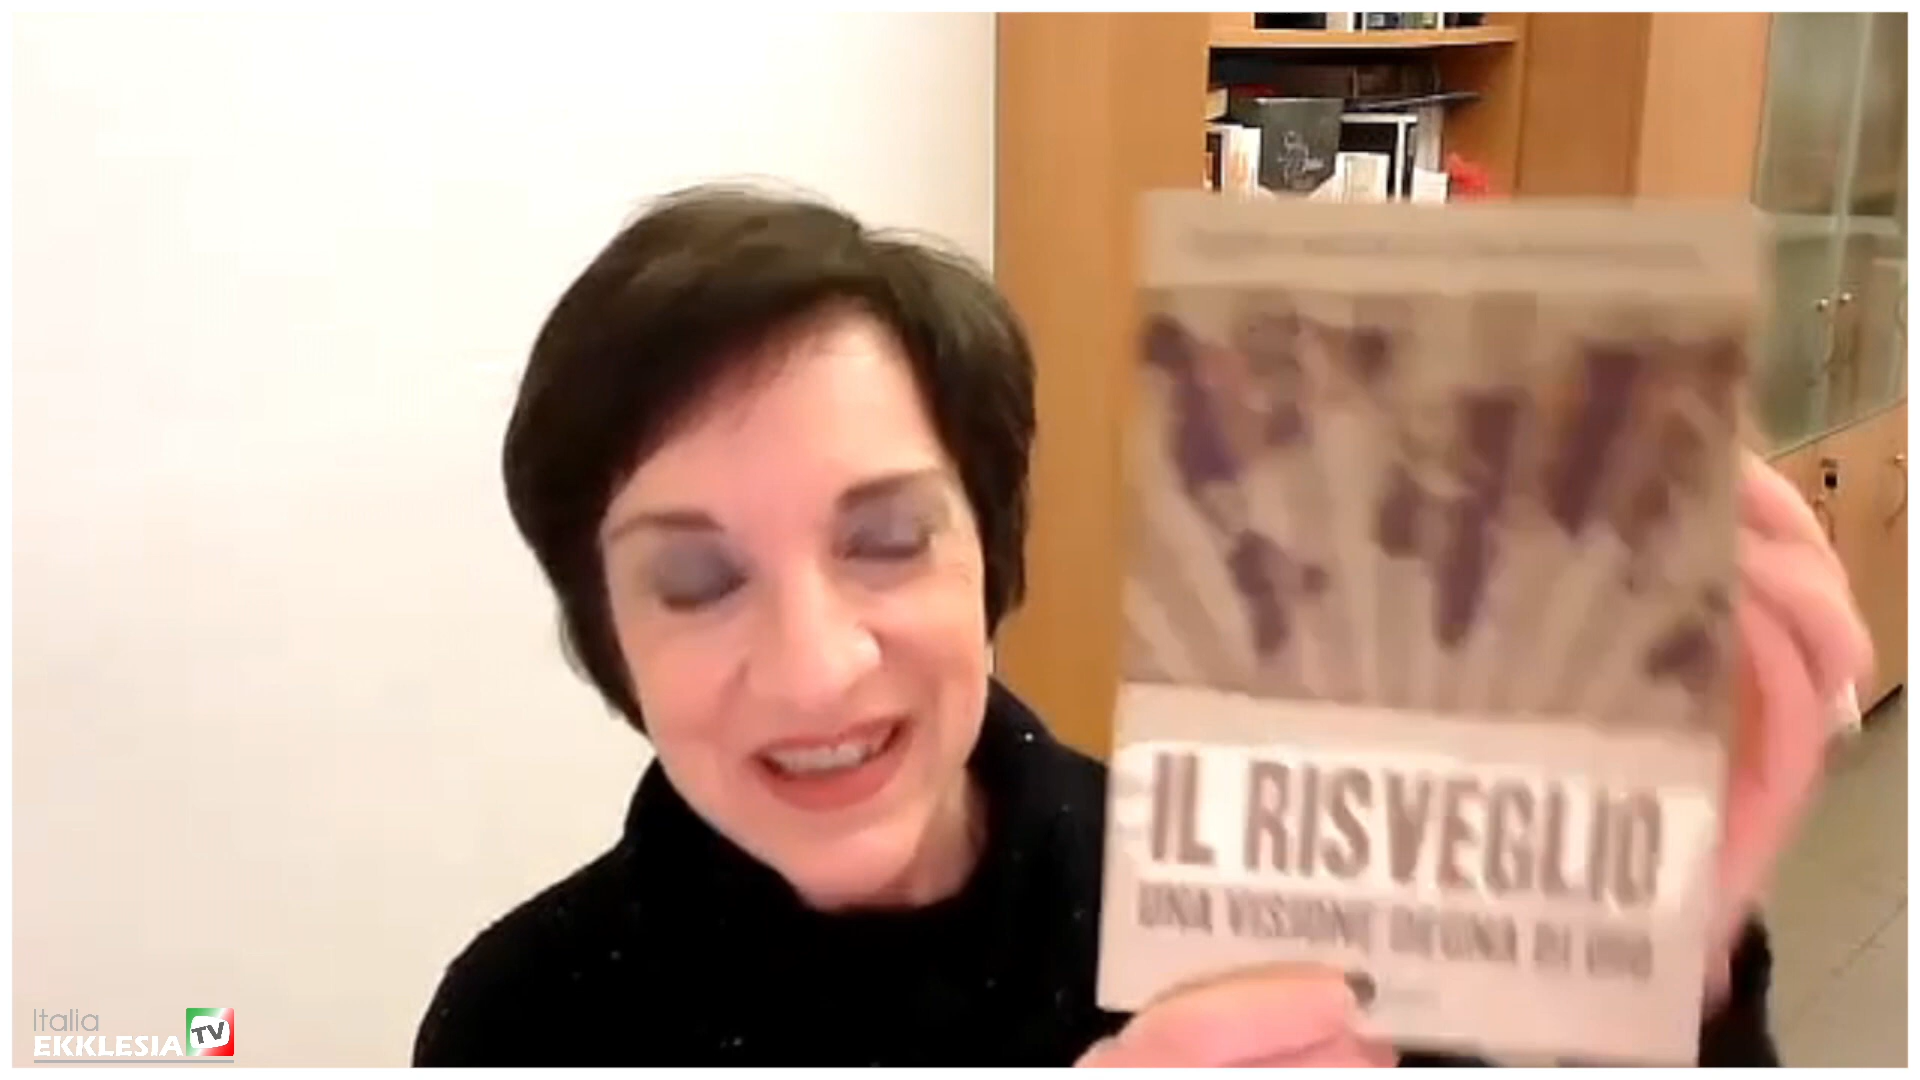 IL RISVEGLIO
UNA VISIONE DEGNA DI DIO
Italia
EKKLESIA TV